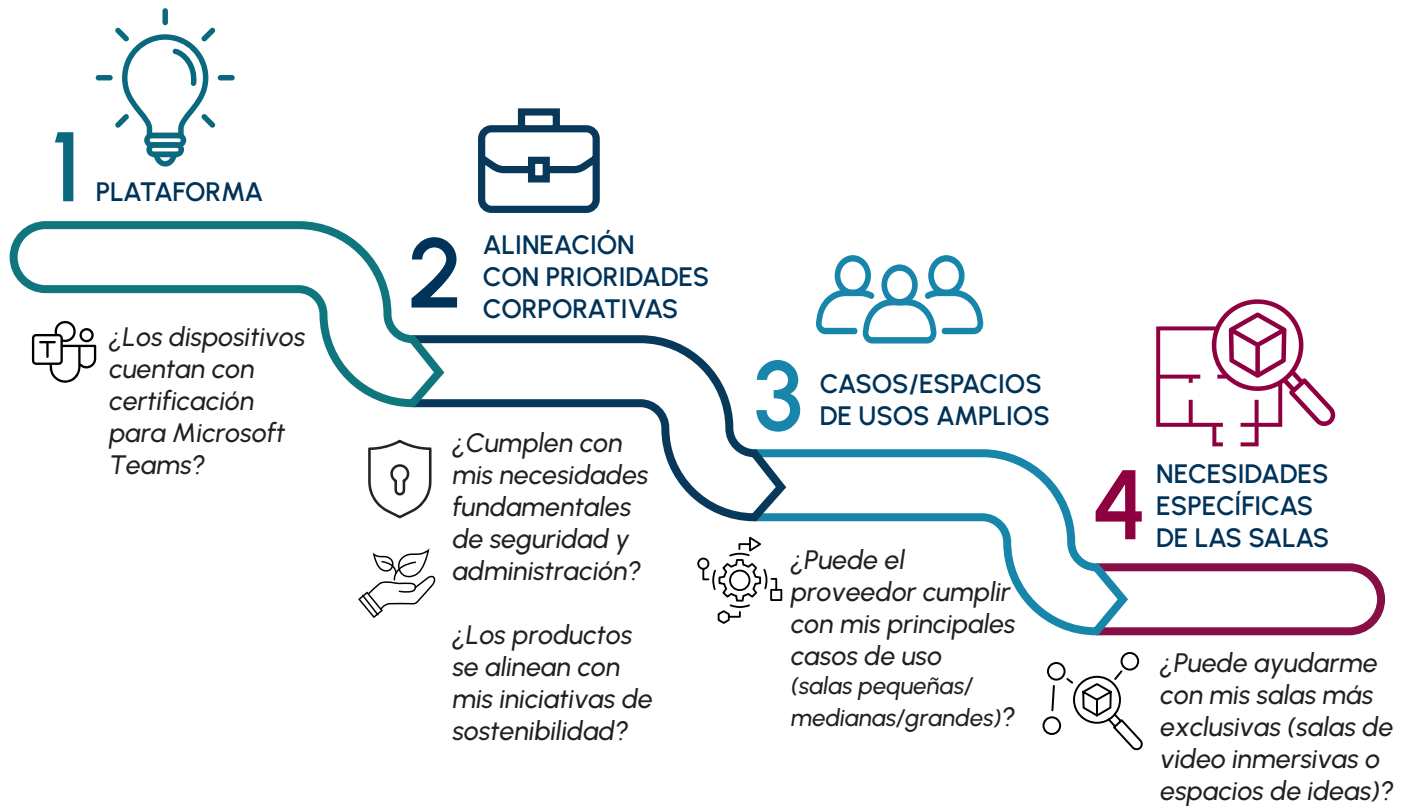 1 PLATAFORMA
¿Los dispositivos
cuentan con
certificación
para Microsoft
Teams?
T
2 ALINEACIÓN
CON PRIORIDADES
CORPORATIVAS
¿Cumplen con
mis necesidades
fundamentales
de seguridad y
administración?
¿Los productos
se alinean con
mis iniciativas de
sostenibilidad?
3 CASOS/ESPACIOS
DE USOS AMPLIOS
¿Puede el
proveedor cumplir
con mis principales
casos de uso
(salas pequeñas/
medianas/grandes)?
4 NECESIDADES
ESPECÍFICAS
DE LAS SALAS
¿Puede ayudarme
con mis salas más
exclusivas (salas de
video inmersivas o
espacios de ideas)?